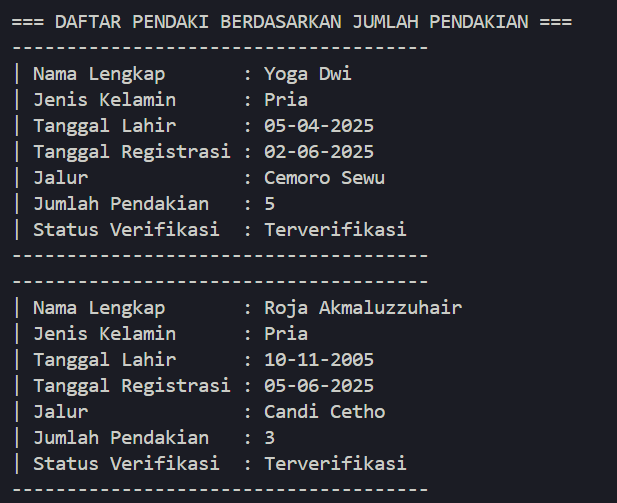 === DAFTAR PENDAKI BERDASARKAN JUMLAH PENDAKIAN ===
--------------------------------------
| Nama Lengkap       : Yoga Dwi
| Jenis Kelamin      : Pria
| Tanggal Lahir      : 05-04-2025
| Tanggal Registrasi : 02-06-2025
| Jalur              : Cemoro Sewu
| Jumlah Pendakian   : 5
| Status Verifikasi  : Terverifikasi
--------------------------------------
--------------------------------------
| Nama Lengkap       : Roja Akmaluzzuhair
| Jenis Kelamin      : Pria
| Tanggal Lahir      : 10-11-2005
| Tanggal Registrasi : 05-06-2025
| Jalur              : Candi Cetho
| Jumlah Pendakian   : 3
| Status Verifikasi  : Terverifikasi
--------------------------------------